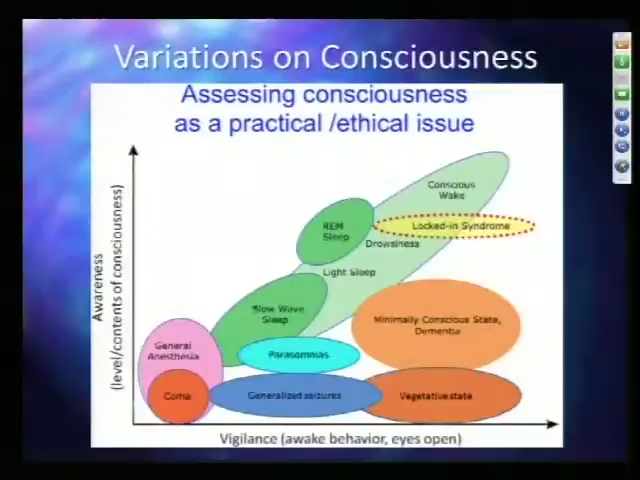 Variations on Consciousness
Assessing consciousness
as a practical /ethical issue
Awareness
(level/contents of consciousness)
Conscious
Wake
REM
Sleep
Locked-in Syndrome
Drowsiness
Light Sleep
Slow Wave
Sleep
Minimally Conscious State,
Dementia
General
Anesthesia
Parasomnias
Coma
Generalized seizures
Vegetative state
Vigilance (awake behavior, eyes open)